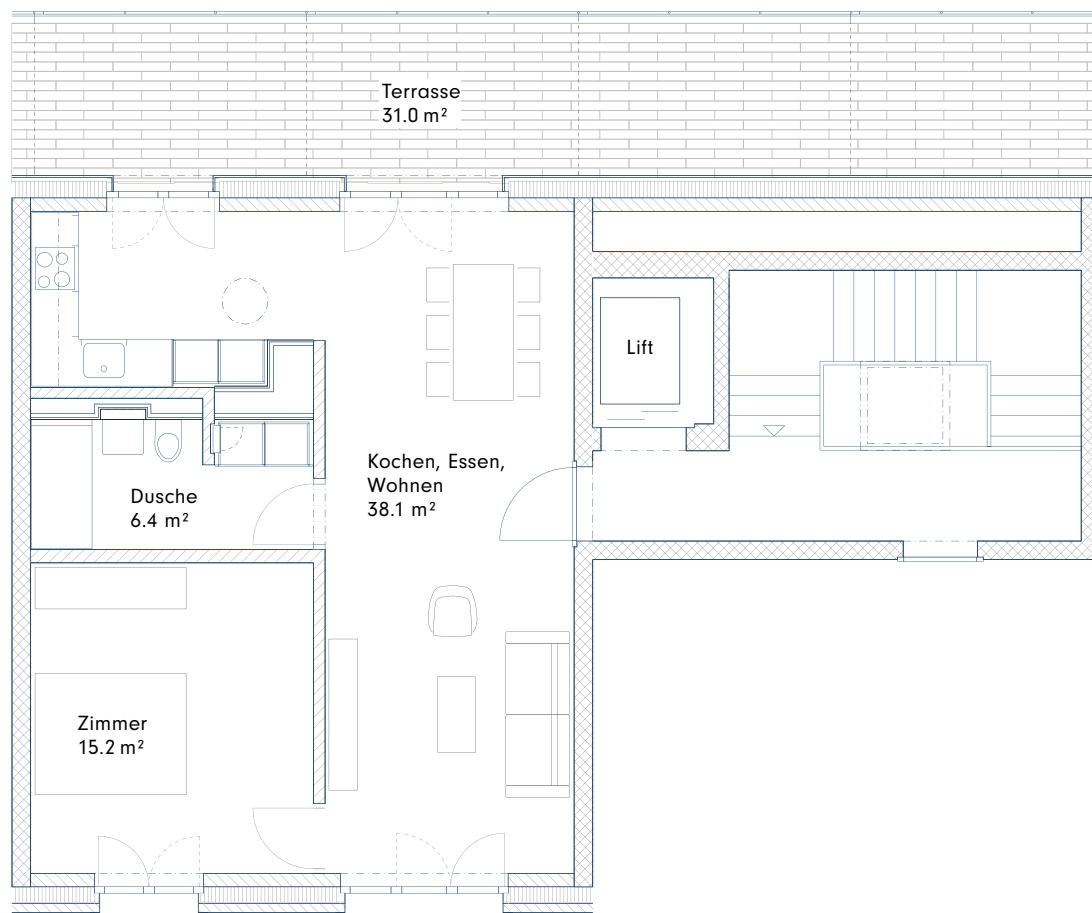 Terrasse
31.0 m²
Lift
Kochen, Essen,
Wohnen
38.1 m²
Dusche
6.4 m²
Zimmer
15.2 m²